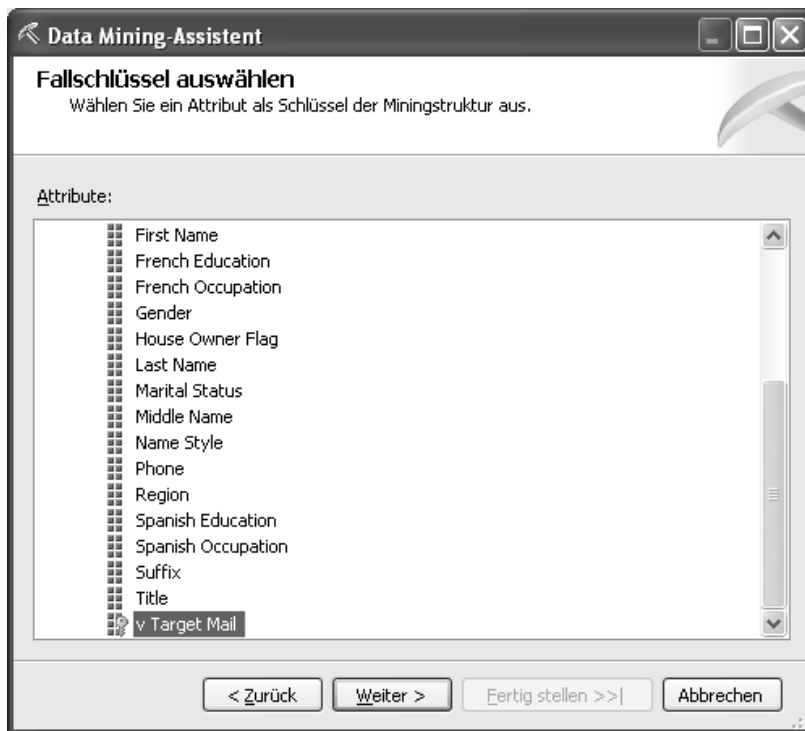 Data Mining-Assistent
Fallschlüssel auswählen
Wählen Sie ein Attribut als Schlüssel der Miningstruktur aus.
Attribute:
First Name
French Education
French Occupation
Gender
House Owner Flag
Last Name
Marital Status
Middle Name
Name Style
Phone
Region
Spanish Education
Spanish Occupation
Suffix
Title
v Target Mail
< Zurück
Weiter >
Fertig stellen >>|
Abbrechen